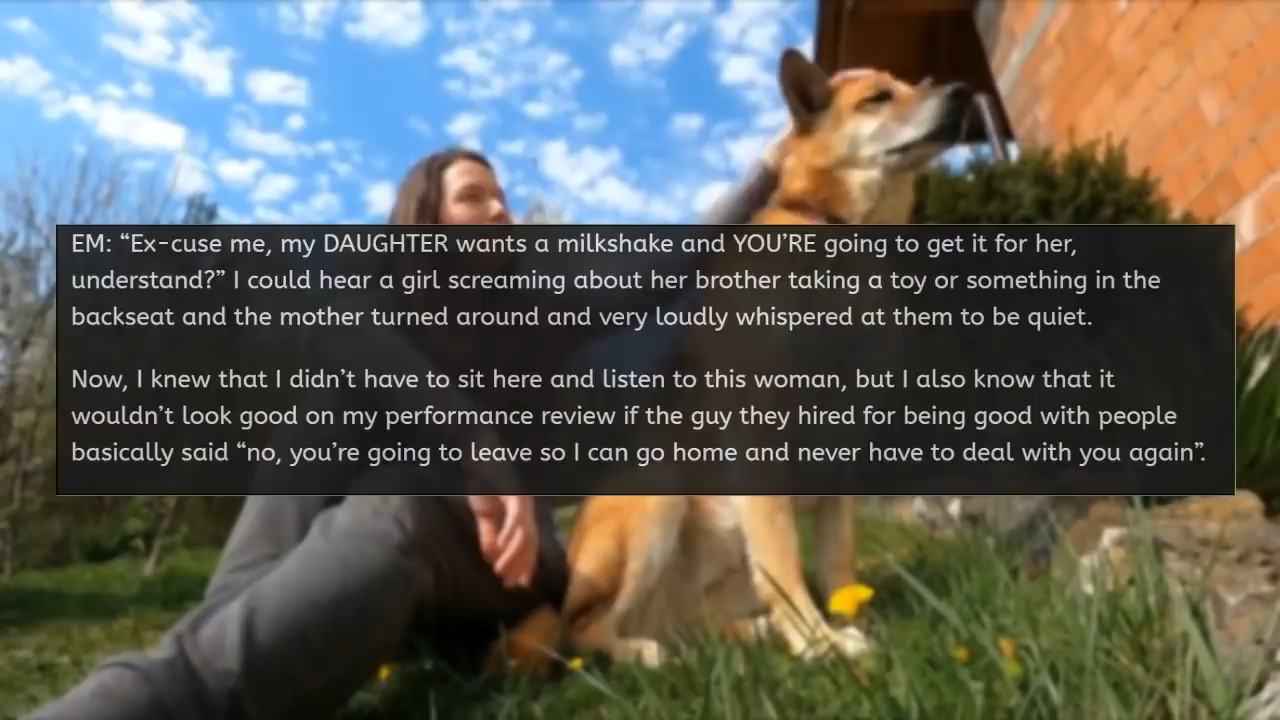 EM: “Ex-cuse me, my DAUGHTER wants a milkshake and YOU’RE going to get it for her,
understand?” I could hear a girl screaming about her brother taking a toy or something in the
backseat and the mother turned around and very loudly whispered at them to be quiet.
Now, I knew that I didn’t have to sit here and listen to this woman, but I also know that it
wouldn’t look good on my performance review if the guy they hired for being good with people
basically said “no, you’re going to leave so I can go home and never have to deal with you again”.